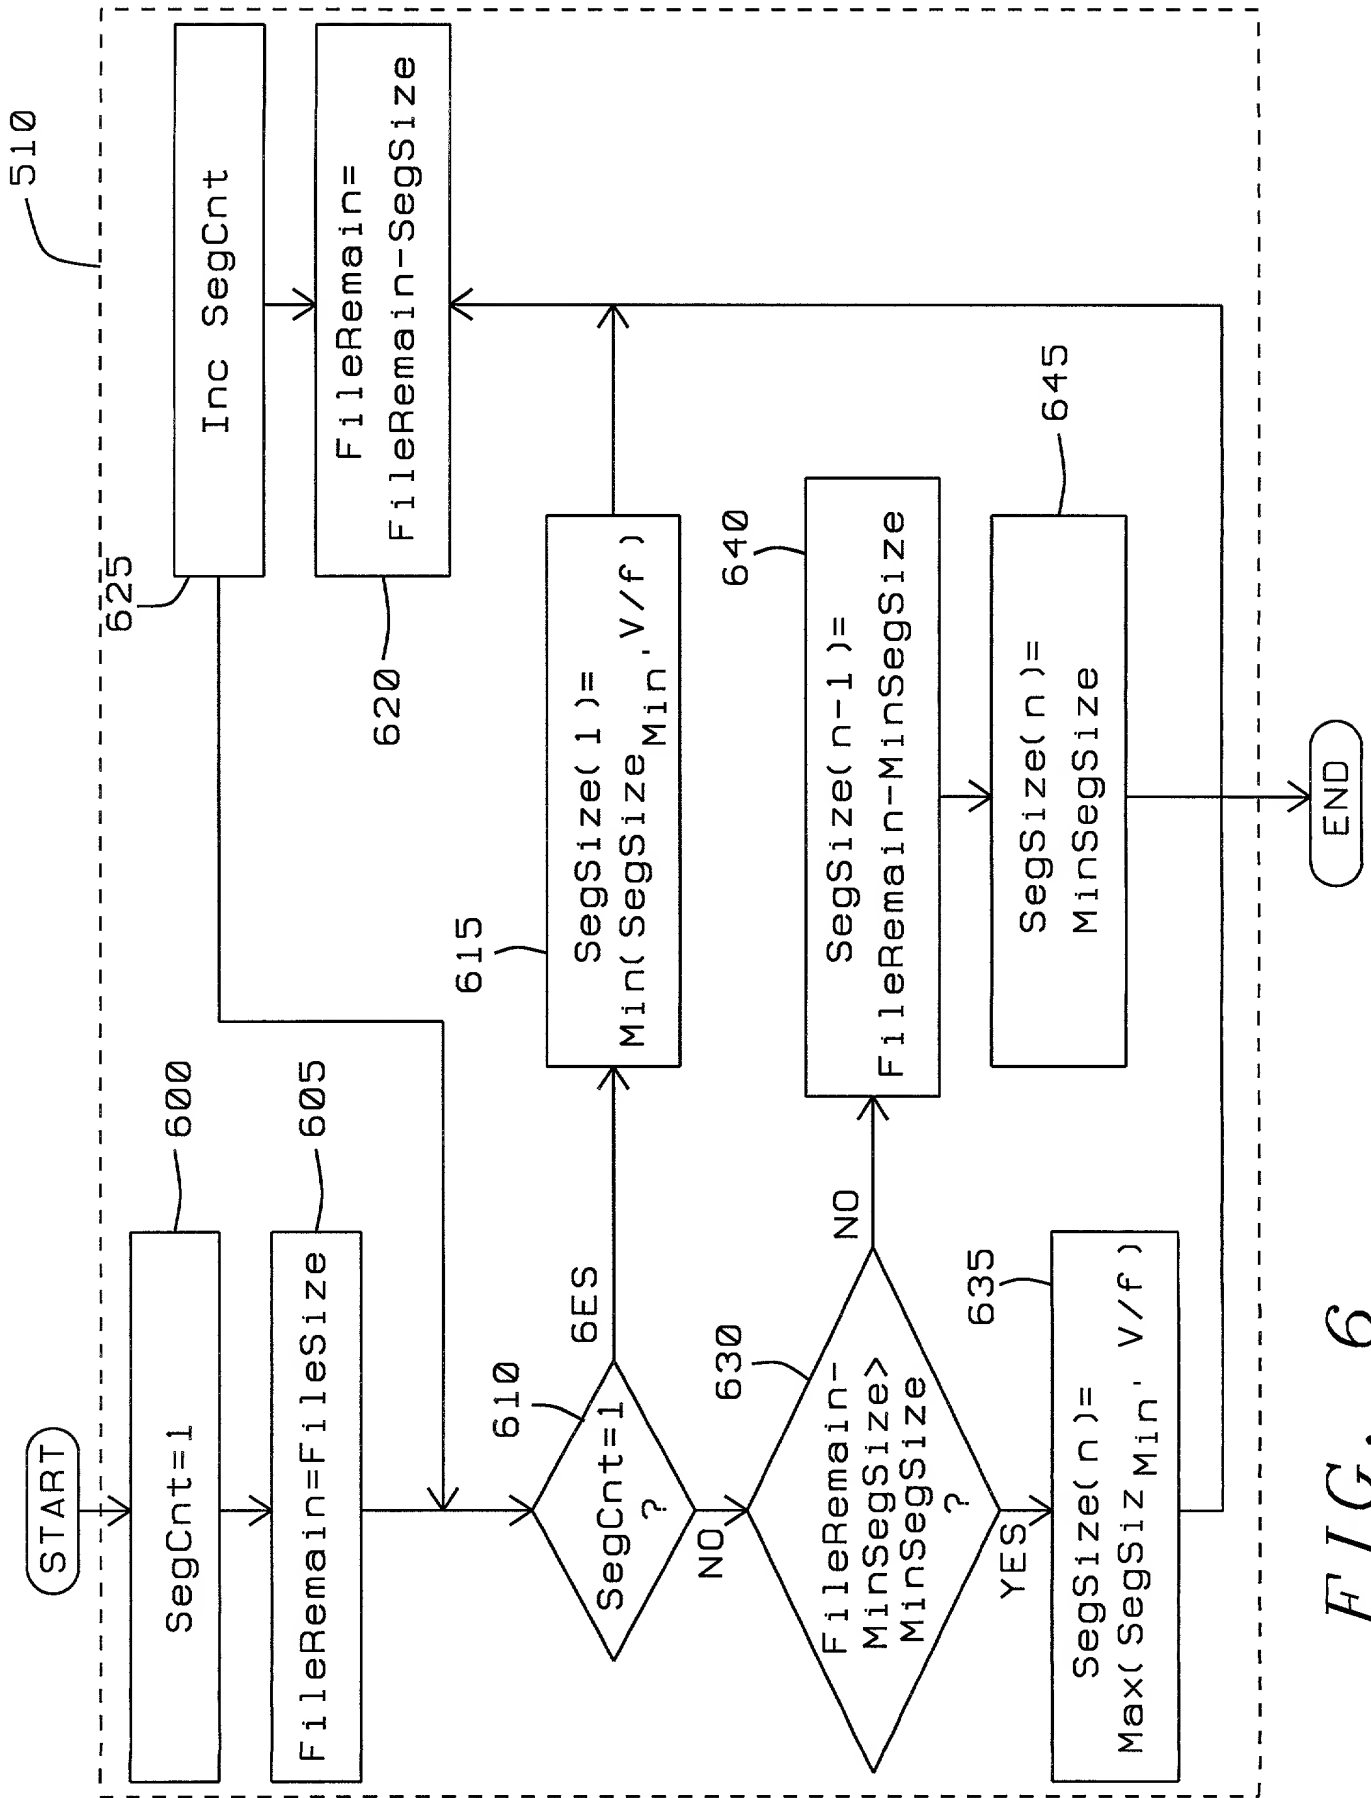 510
START
SegCnt=1
600
FileRemain=FileSize
605
SegCnt=1
?
610
6ES
NO
SegSize(1)=
Min(SegSizeMin' V/f)
615
Inc SegCnt
625
FileRemain=
FileRemain-SegSize
620
FileRemain-
MinSegSize>
MinSegSize
?
630
NO
YES
SegSize(n-1)=
FileRemain-MinSegSize
640
SegSize(n)=
MinSegSize
645
SegSize(n)=
Max(SegSizMin' V/f)
635
END
FIG. 6